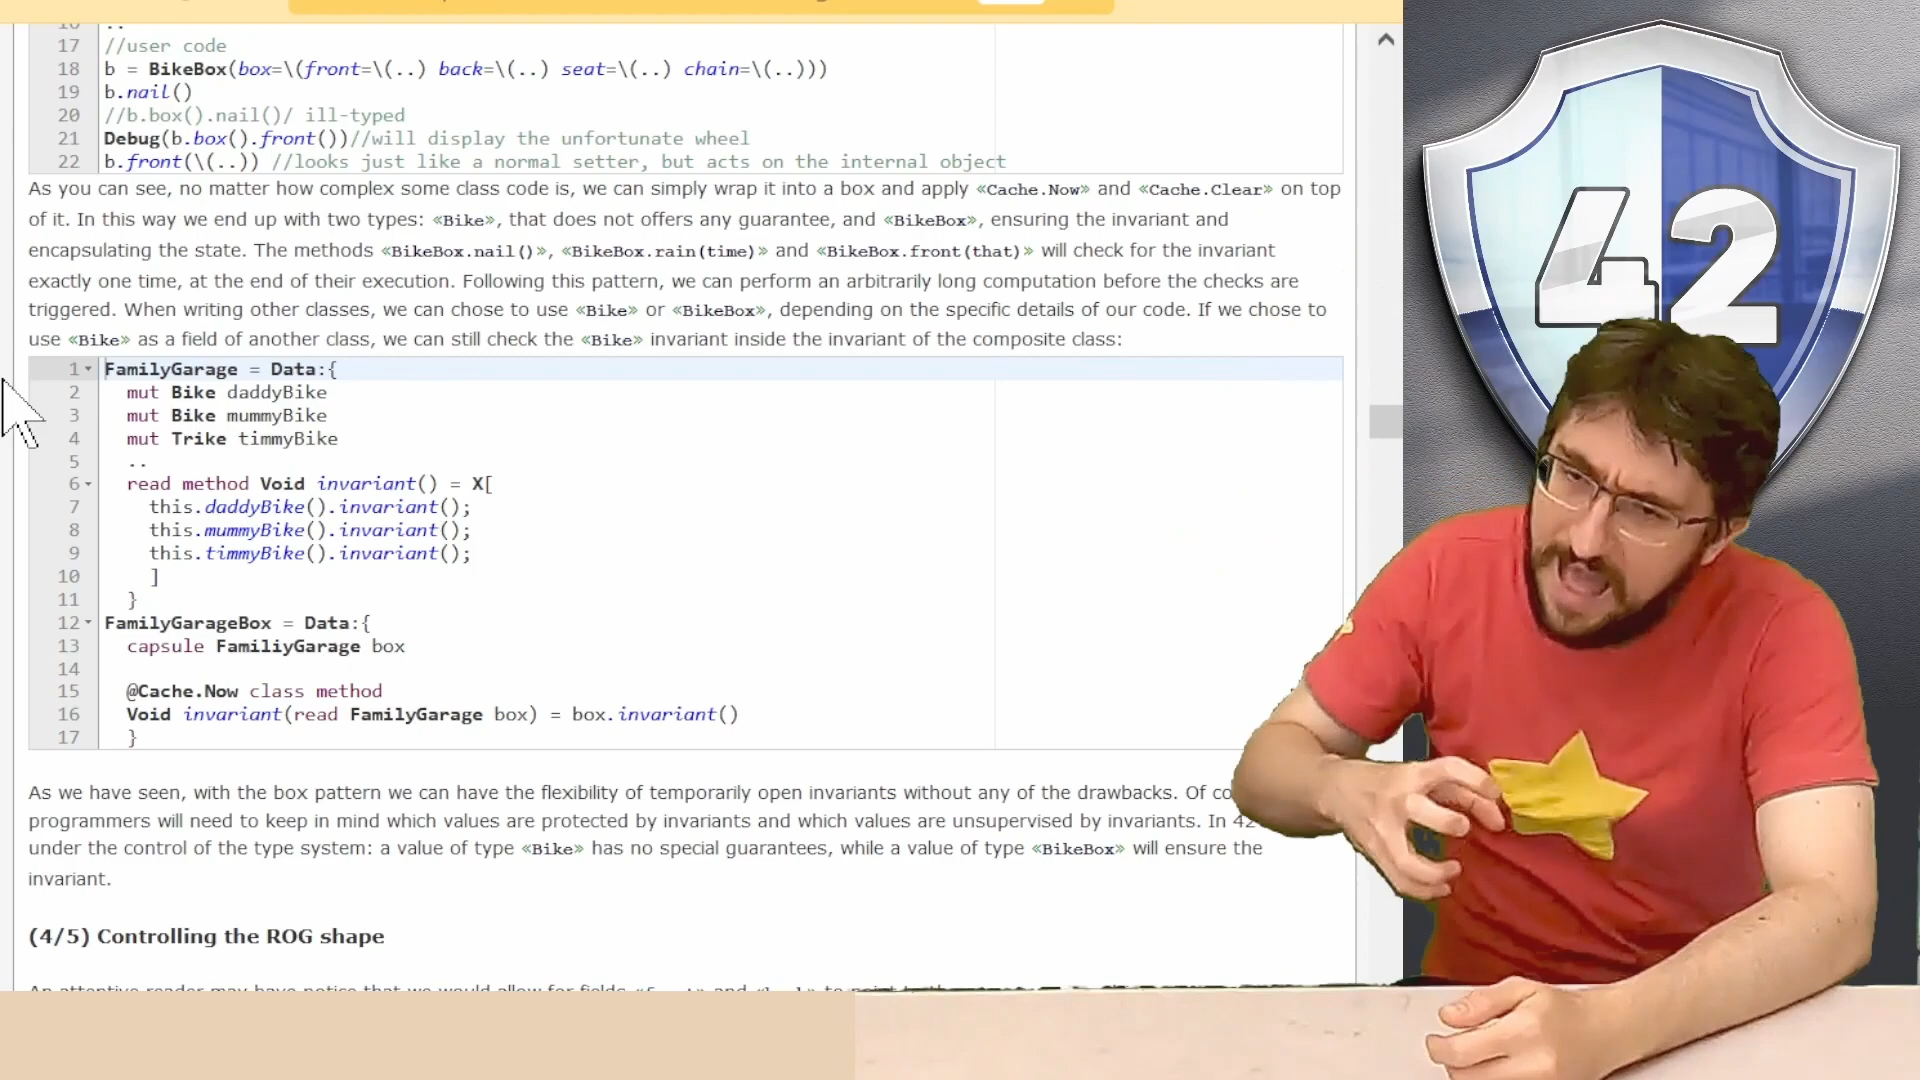 16 ..
17 //user code
18 b = BikeBox(box=\(front=\(..) back=\(..) seat=\(..) chain=\(..)))
19 b.nail()
20 //b.box().nail()/ ill-typed
21 Debug(b.box().front())//will display the unfortunate wheel
22 b.front(\(..)) //looks just like a normal setter, but acts on the internal object
As you can see, no matter how complex some class code is, we can simply wrap it into a box and apply «Cache.Now» and «Cache.Clear» on top
of it. In this way we end up with two types: «Bike», that does not offers any guarantee, and «BikeBox», ensuring the invariant and
encapsulating the state. The methods «BikeBox.nail()», «BikeBox.rain(time)» and «BikeBox.front(that)» will check for the invariant
exactly one time, at the end of their execution. Following this pattern, we can perform an arbitrarily long computation before the checks are
triggered. When writing other classes, we can chose to use «Bike» or «BikeBox», depending on the specific details of our code. If we chose to
use «Bike» as a field of another class, we can still check the «Bike» invariant inside the invariant of the composite class:
1 FamilyGarage = Data:{
2 mut Bike daddyBike
3 mut Bike mummyBike
4 mut Trike timmyBike
5 ..
6 read method Void invariant() = X[
7 this.daddyBike().invariant();
8 this.mummyBike().invariant();
9 this.timmyBike().invariant();
10 ]
11 }
12 FamilyGarageBox = Data:{
13 capsule FamiliyGarage box
14
15 @Cache.Now class method
16 Void invariant(read FamilyGarage box) = box.invariant()
17 }
As we have seen, with the box pattern we can have the flexibility of temporarily open invariants without any of the drawbacks. Of
programmers will need to keep in mind which values are protected by invariants and which values are unsupervised by invariants. In 42
under the control of the type system: a value of type «Bike» has no special guarantees, while a value of type «BikeBox» will ensure the
invariant.
(4/5) Controlling the ROG shape
An attentive reader may have notice that we would allow for fields
42